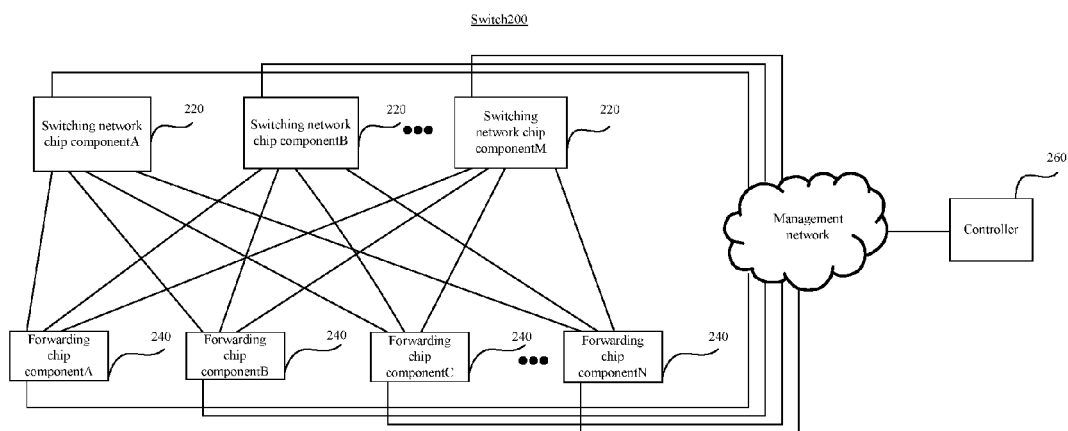 Switch200
Switching network
chip componentA
220
Switching network
chip componentB
220
Switching
network chip
componentM
220
Management
network
Controller
260
Forwarding
chip
componentA
240
Forwarding
chip
componentB
240
Forwarding
chip
componentC
240
Forwarding
chip
componentN
240